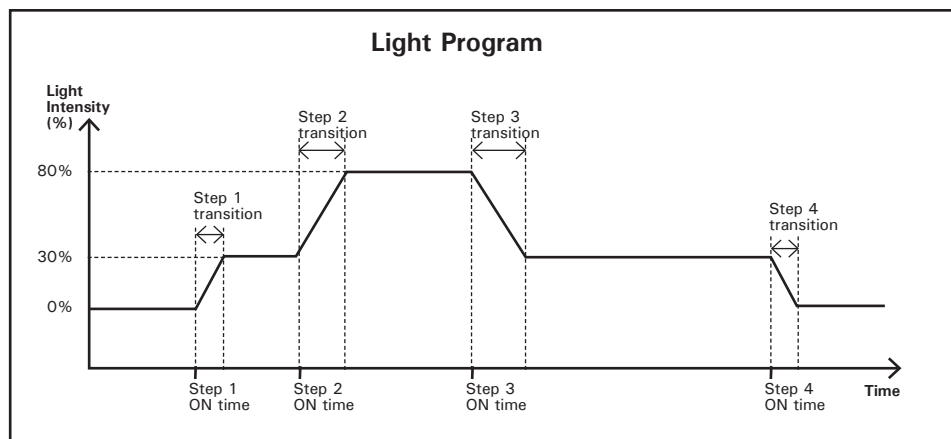 Light Program
Light
Intensity
(%)
Step 2
transition
Step 3
transition
80%
Step 1
transition
Step 4
transition
30%
0%
Step 1
ON time
Step 2
ON time
Step 3
ON time
Step 4
ON time
Time